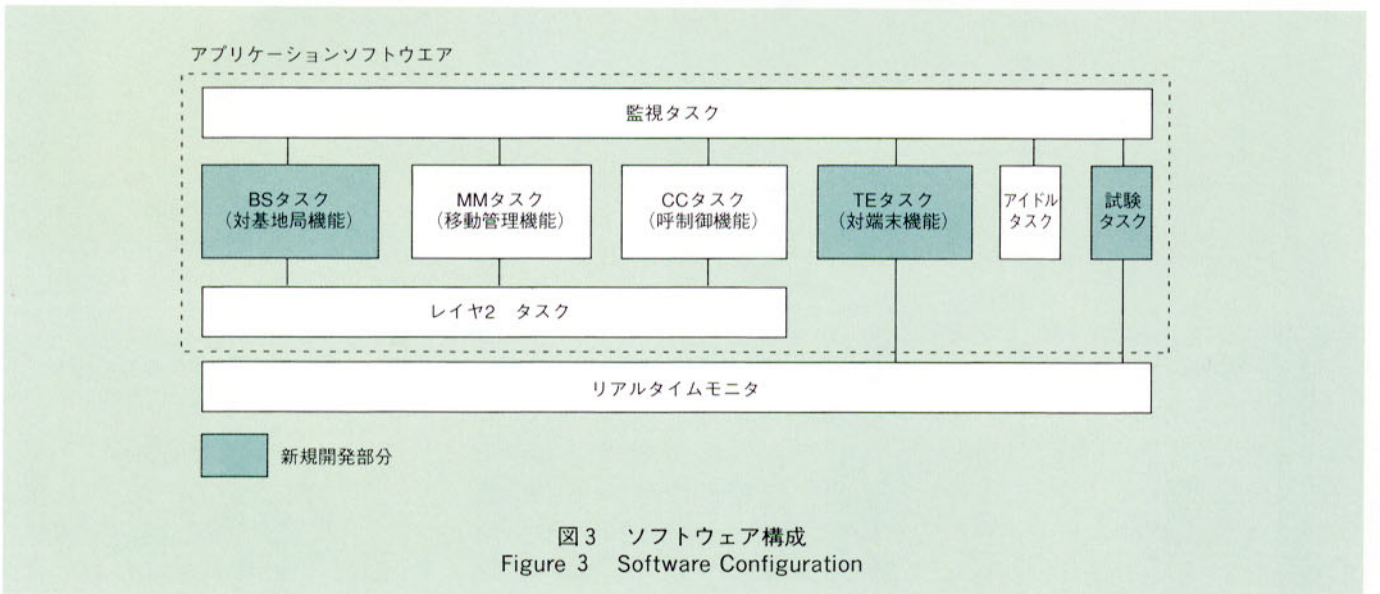 アプリケーションソフトウエア
監視タスク
BSタスク
(対基地局機能)
MMタスク
(移動管理機能)
CCタスク
(呼制御機能)
TEタスク
(対端末機能)
アイドル
タスク
試験
タスク
レイヤ2 タスク
リアルタイムモニタ
新規開発部分
図3 ソフトウェア構成
Figure 3 Software Configuration